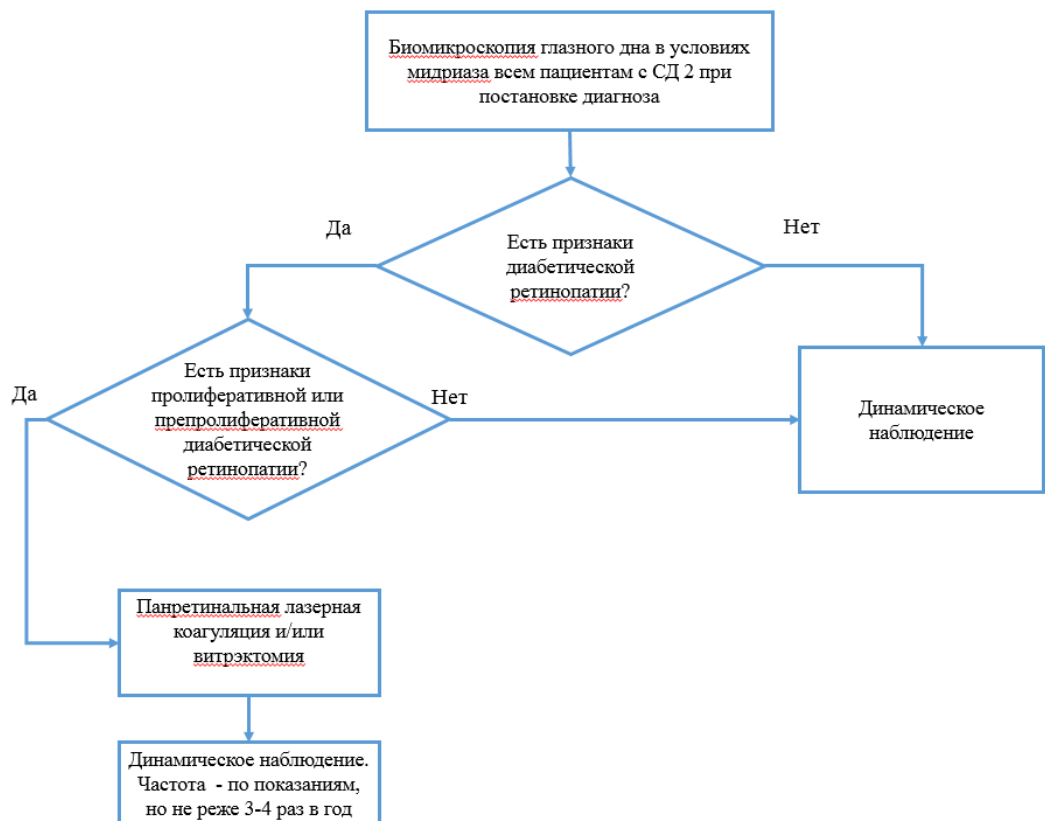 Биомикроскопия глазного дна в условиях
мидриаза всем пациентам с СД 2 при
постановке диагноза
Да
Нет
Есть признаки
диабетической
ретинопатии?
Да
Есть признаки
пролиферативной или
препролиферативной
диабетической
ретинопатии?
Нет
Динамическое
наблюдение
Панретинальная лазерная
коагуляция и/или
витрэктомия
Динамическое наблюдение.
Частота - по показаниям,
но не реже 3-4 раз в год